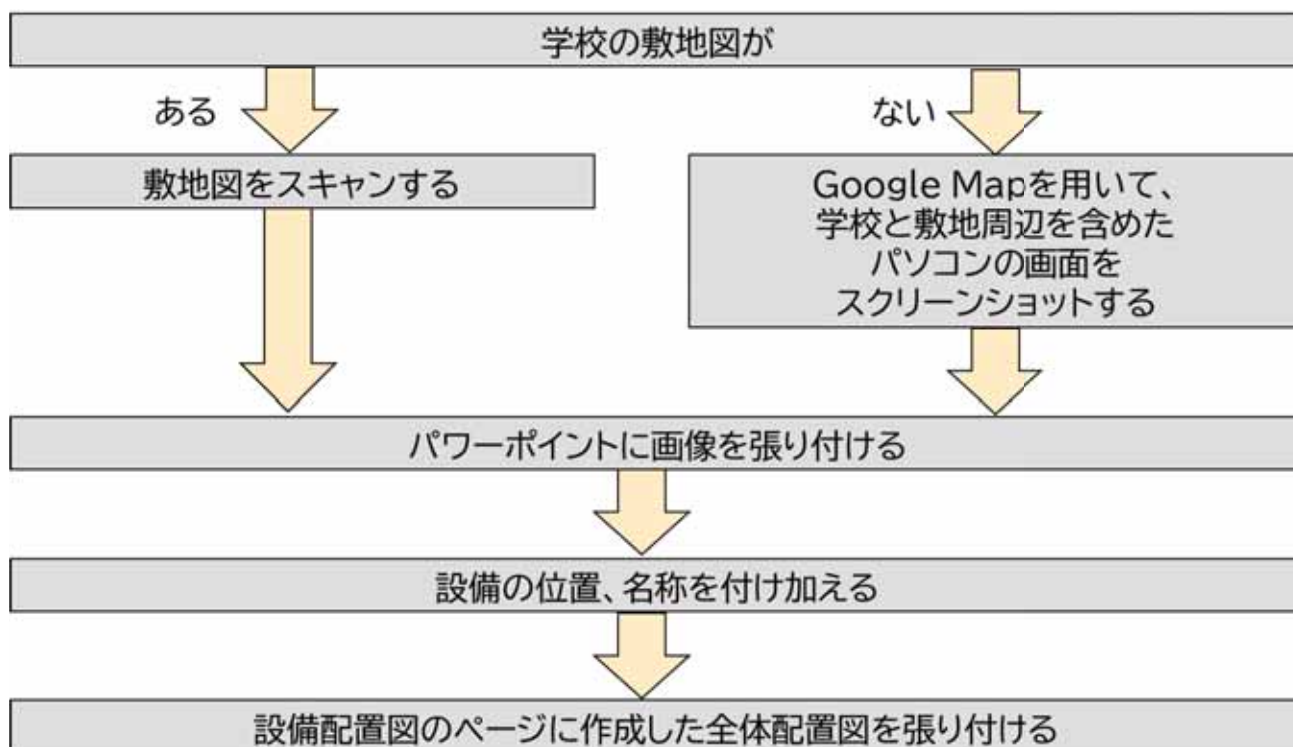 学校の敷地図が
ある
ない
敷地図をスキャンする
Google Mapを用いて、
学校と敷地周辺を含めた
パソコンの画面を
スクリーンショットする
パワーポイントに画像を張り付ける
設備の位置、名称を付け加える
設備配置図のページに作成した全体配置図を張り付ける